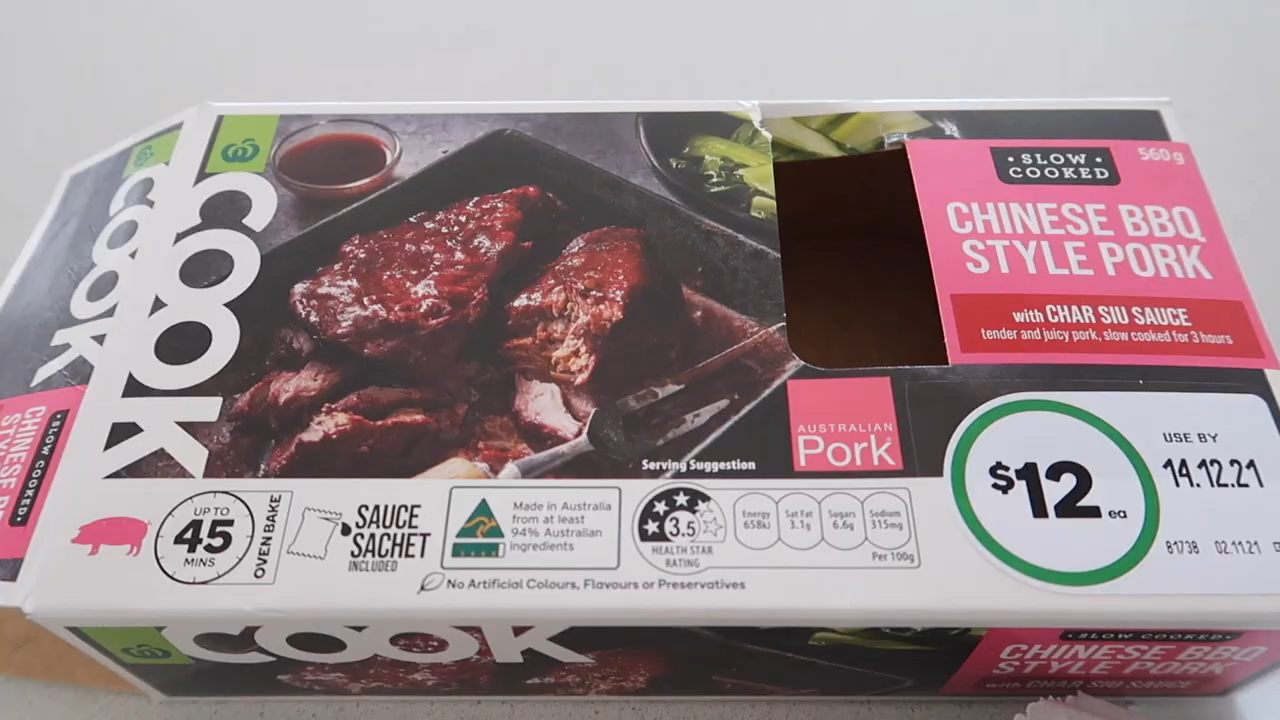 COOK
COOK
SLOW COOKED
CHINESE
STYLE
• SLOW •
COOKED
560g
CHINESE BBQ
STYLE PORK
with CHAR SIU SAUCE
tender and juicy pork, slow cooked for 3 hours
AUSTRALIAN
Pork
Serving Suggestion
$12 ea
USE BY
14.12.21
81738 02.11.21
UP TO
45
MINS
OVEN BAKE
SAUCE
SACHET
INCLUDED
Made in Australia
from at least
94% Australian
ingredients
3.5
HEALTH STAR
RATING
Energy
658kJ
Sat Fat
3.1g
Sugars
6.6g
Sodium
315mg
Per 100g
No Artificial Colours, Flavours or Preservatives
COOK
• SLOW COOKED •
CHINESE BBQ
STYLE PORK
with CHAR SIU SAUCE